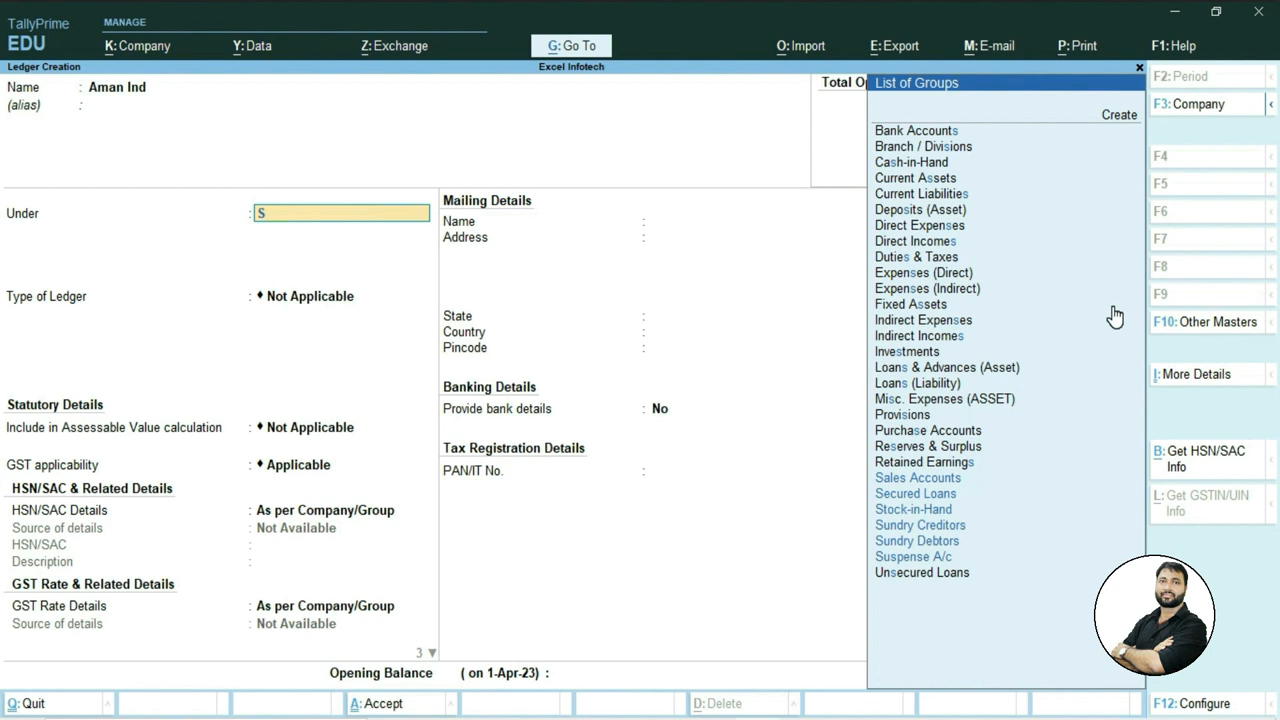 TallyPrime
EDU
MANAGE
K: Company
Y: Data
Z: Exchange
G: Go To
O: Import
E: Export
M: E-mail
P: Print
F1: Help
Ledger Creation
Excel Infotech
Name : Aman Ind
(alias) :
Total Op
Under : S
Type of Ledger : ♦ Not Applicable
Statutory Details
Include in Assessable Value calculation : ♦ Not Applicable
GST applicability : ♦ Applicable
HSN/SAC & Related Details
HSN/SAC Details : As per Company/Group
Source of details : Not Available
HSN/SAC :
Description :
GST Rate & Related Details
GST Rate Details : As per Company/Group
Source of details : Not Available
3 ▼
Mailing Details
Name :
Address :
State :
Country :
Pincode :
Banking Details
Provide bank details : No
Tax Registration Details
PAN/IT No. :
Opening Balance ( on 1-Apr-23) :
List of Groups
Create
Bank Accounts
Branch / Divisions
Cash-in-Hand
Current Assets
Current Liabilities
Deposits (Asset)
Direct Expenses
Direct Incomes
Duties & Taxes
Expenses (Direct)
Expenses (Indirect)
Fixed Assets
Indirect Expenses
Indirect Incomes
Investments
Loans & Advances (Asset)
Loans (Liability)
Misc. Expenses (ASSET)
Provisions
Purchase Accounts
Reserves & Surplus
Retained Earnings
Sales Accounts
Secured Loans
Stock-in-Hand
Sundry Creditors
Sundry Debtors
Suspense A/c
Unsecured Loans
F2: Period
F3: Company
F4
F5
F6
F7
F8
F9
F10: Other Masters
I: More Details
B: Get HSN/SAC
Info
L: Get GSTIN/UIN
Info
Q: Quit
A: Accept
D: Delete
F12: Configure